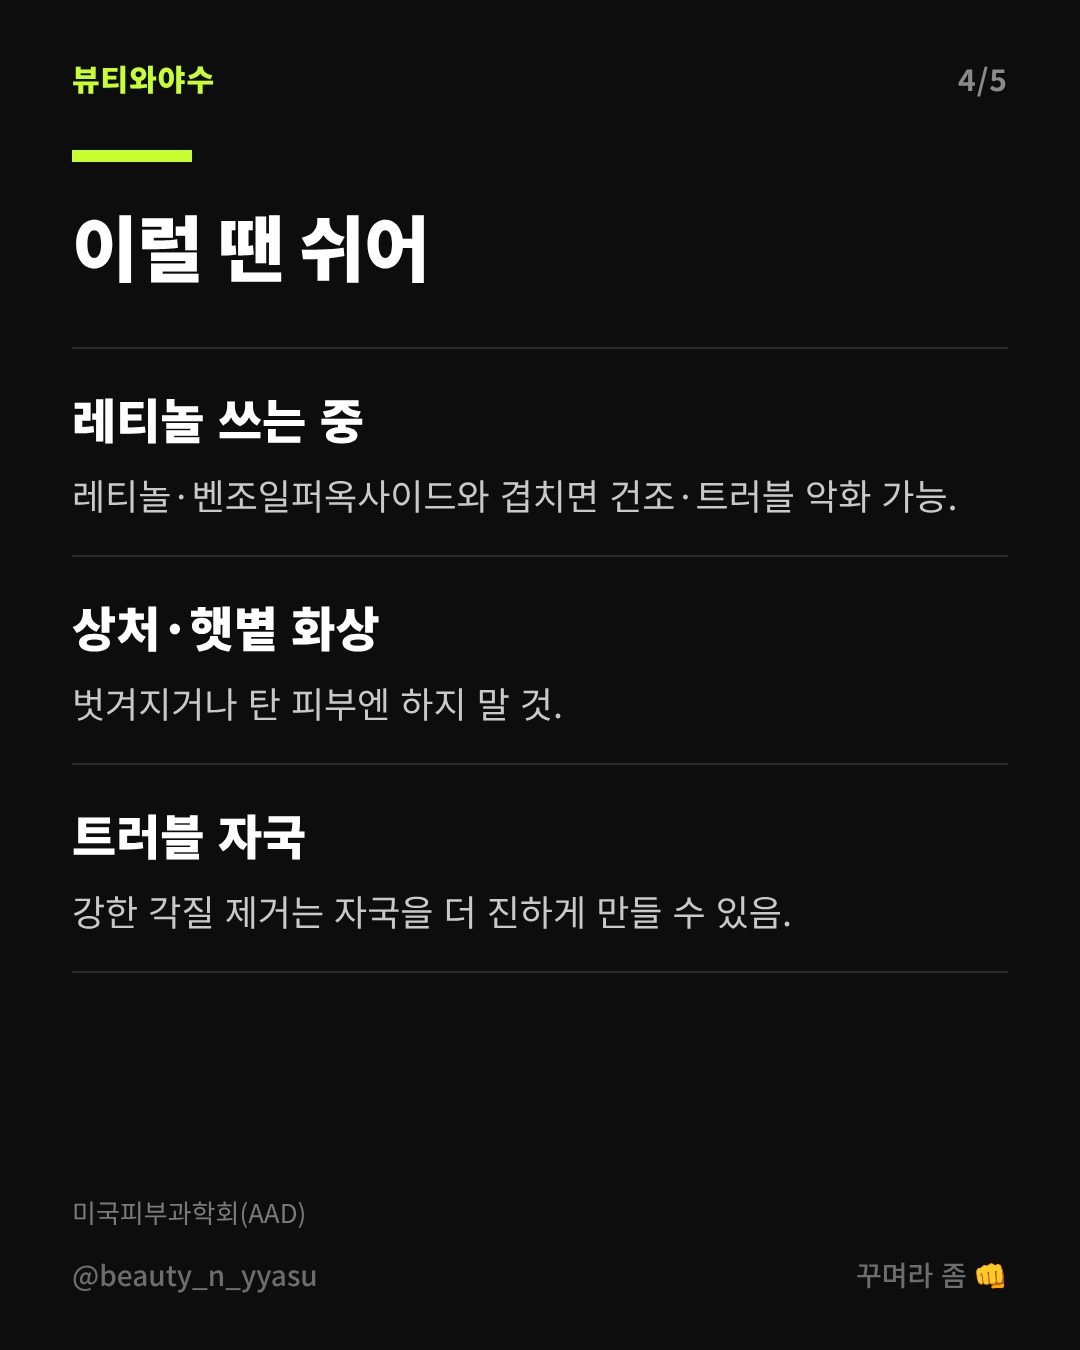 뷰티와야수
4/5
이럴 땐 쉬어
레티놀 쓰는 중
레티놀·벤조일퍼옥사이드와 겹치면 건조·트러블 악화 가능.
상처·햇볕 화상
벗겨지거나 탄 피부엔 하지 말 것.
트러블 자국
강한 각질 제거는 자국을 더 진하게 만들 수 있음.
미국피부과학회(AAD)
@beauty_n_yyasu
꾸며라 좀 👊